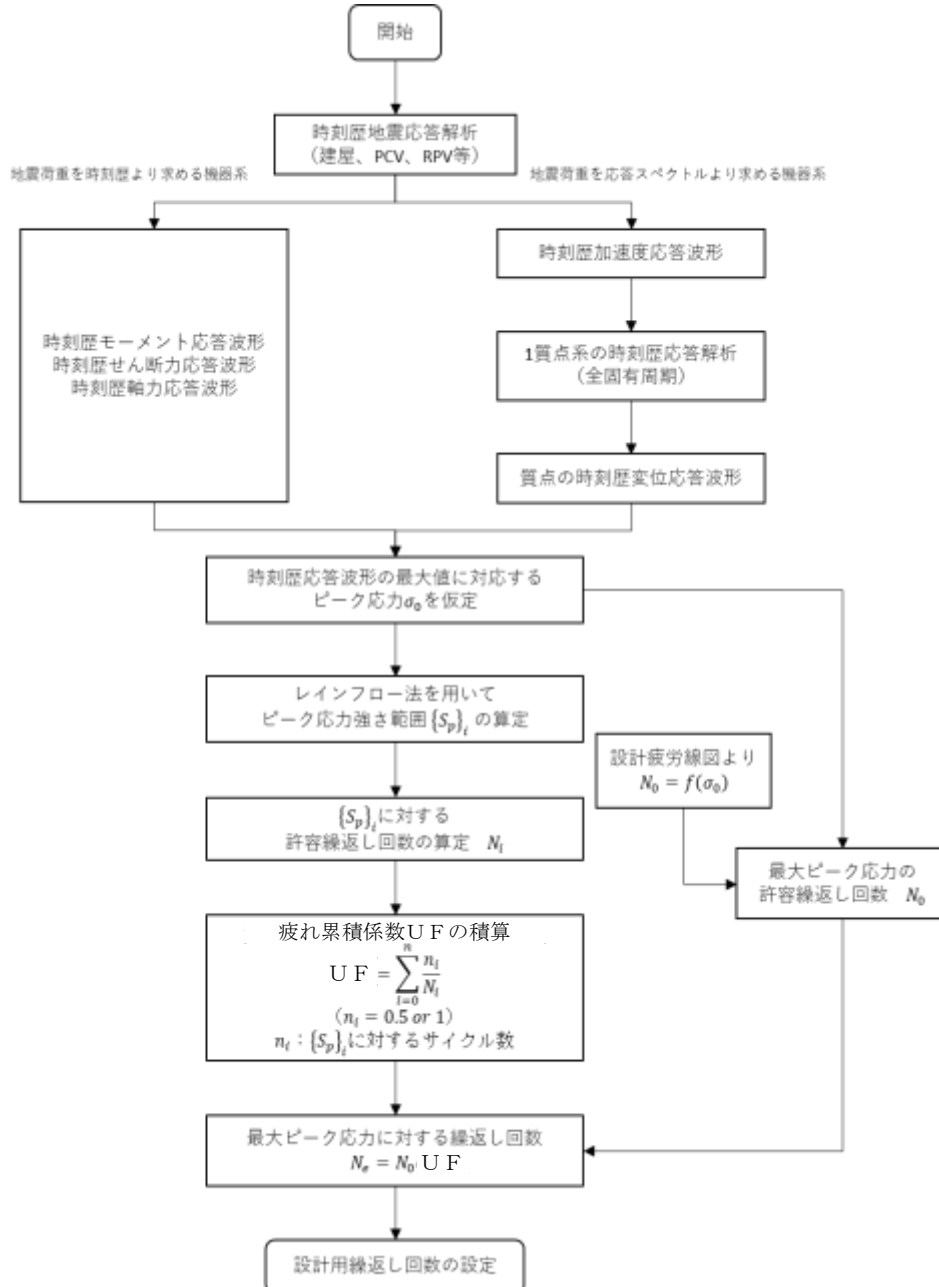 開始
時刻歴地震応答解析
（建屋、PCV、RPV等）
地震荷重を時刻歴より求める機器系
地震荷重を応答スペクトルより求める機器系
時刻歴モーメント応答波形
時刻歴せん断力応答波形
時刻歴軸力応答波形
時刻歴加速度応答波形
1質点系の時刻歴応答解析
（全固有周期）
質点の時刻歴変位応答波形
時刻歴応答波形の最大値に対応する
ピーク応力σ₀を仮定
レインフロー法を用いて
ピーク応力強さ範囲{Sₚ}ᵢ の算定
設計疲労線図より
N₀ = f(σ₀)
{Sₚ}ᵢに対する
許容繰返し回数の算定 Nᵢ
最大ピーク応力の
許容繰返し回数 N₀
疲れ累積係数ＵＦの積算
ＵＦ = ∑_{i=0}^{n} nᵢ/Nᵢ
（nᵢ = 0.5 or 1）
nᵢ：{Sₚ}ᵢに対するサイクル数
最大ピーク応力に対する繰返し回数
Nₑ = N₀ ＵＦ
設計用繰返し回数の設定